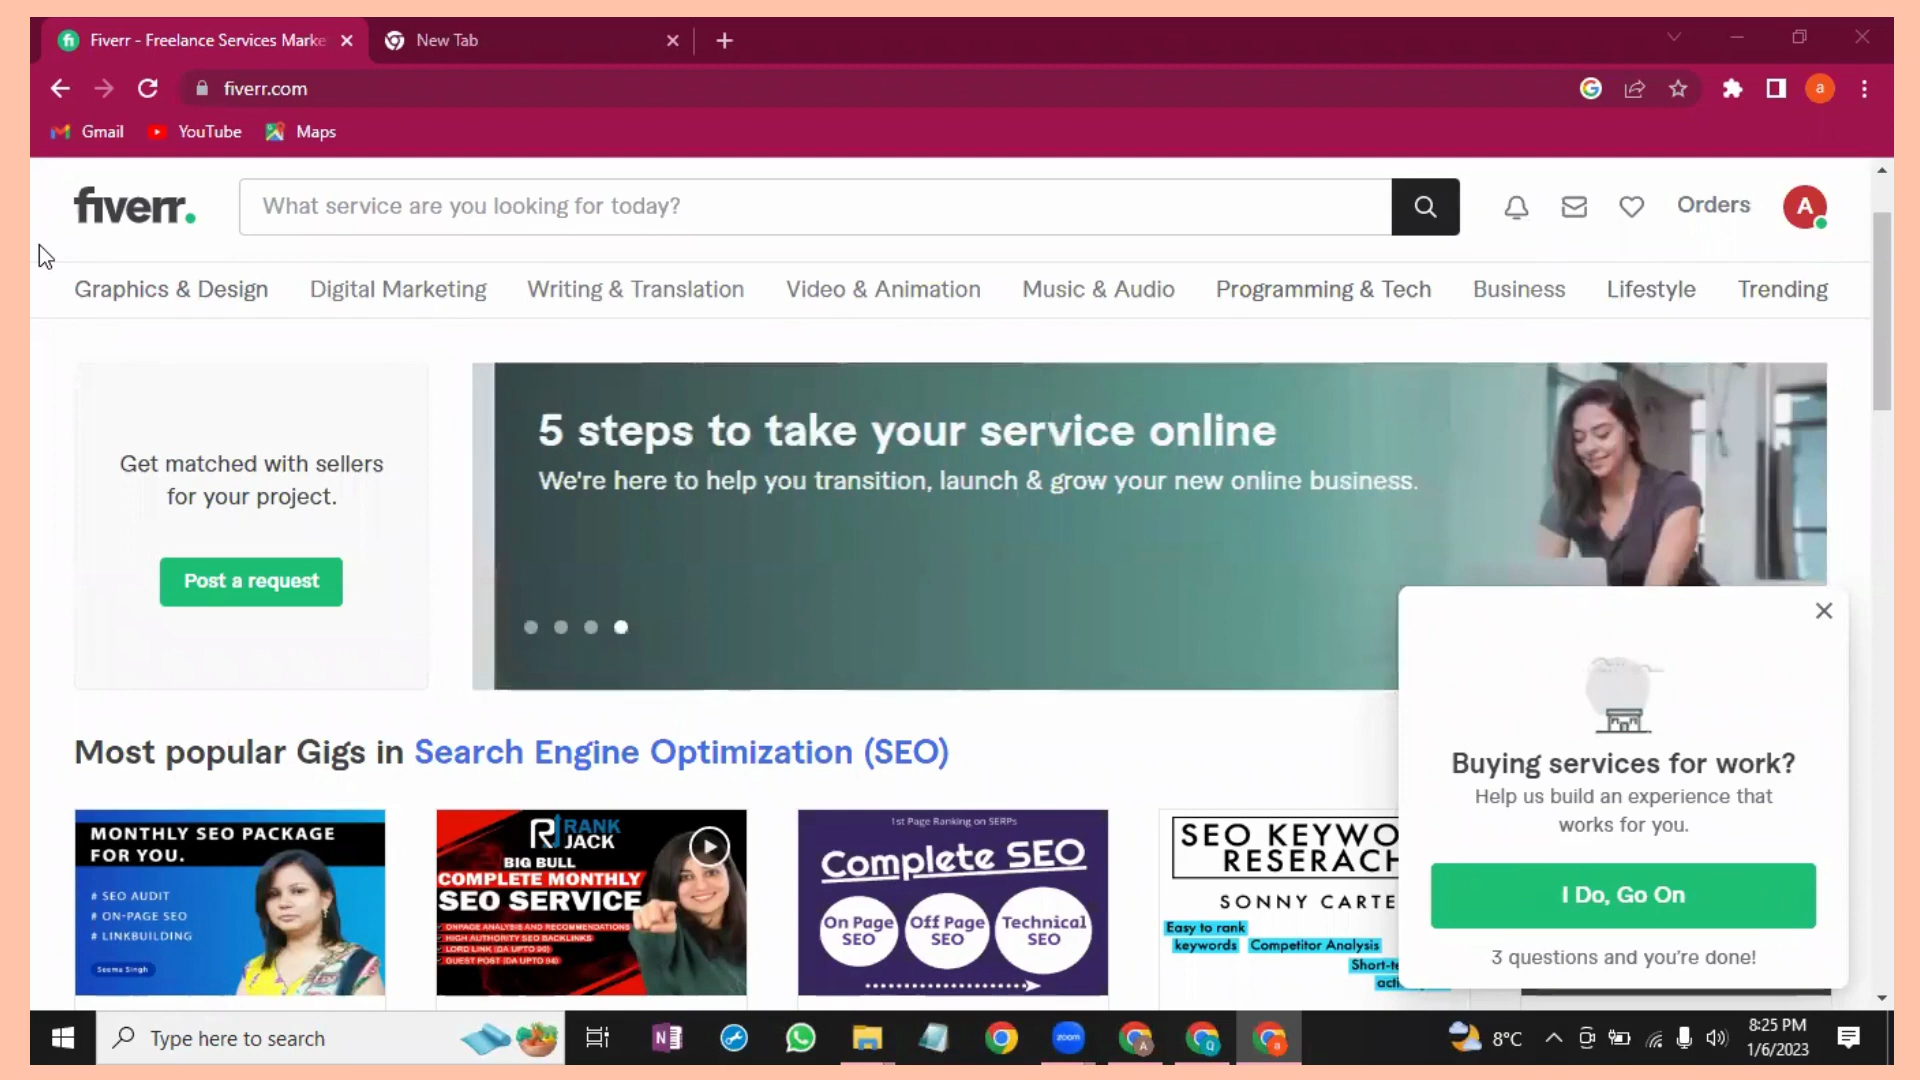 Fiverr - Freelance Services Marke
New Tab
fiverr.com
a
Gmail
YouTube
Maps
fiverr.
What service are you looking for today?
Orders
A
Graphics & Design
Digital Marketing
Writing & Translation
Video & Animation
Music & Audio
Programming & Tech
Business
Lifestyle
Trending
Get matched with sellers
for your project.
Post a request
5 steps to take your service online
We're here to help you transition, launch & grow your new online business.
Most popular Gigs in Search Engine Optimization (SEO)
MONTHLY SEO PACKAGE
FOR YOU.
# SEO AUDIT
# ON-PAGE SEO
# LINKBUILDING
Seema Singh
RANK
JACK
BIG BULL
COMPLETE MONTHLY
SEO SERVICE
ONPAGE ANALYSIS AND RECOMMENDATIONS
HIGH AUTHORITY SEO BACKLINKS
LORD LINK (DA UPTO 90)
GUEST POST (DA UPTO 94)
1st Page Ranking on SERPs
Complete SEO
On Page
SEO
Off Page
SEO
Technical
SEO
SEO KEYWO
RESERACH
SONNY CARTE
Easy to rank
keywords
Competitor Analysis
Short-te
acti
Buying services for work?
Help us build an experience that
works for you.
I Do, Go On
3 questions and you're done!
Type here to search
zoom
8°C
8:25 PM
1/6/2023